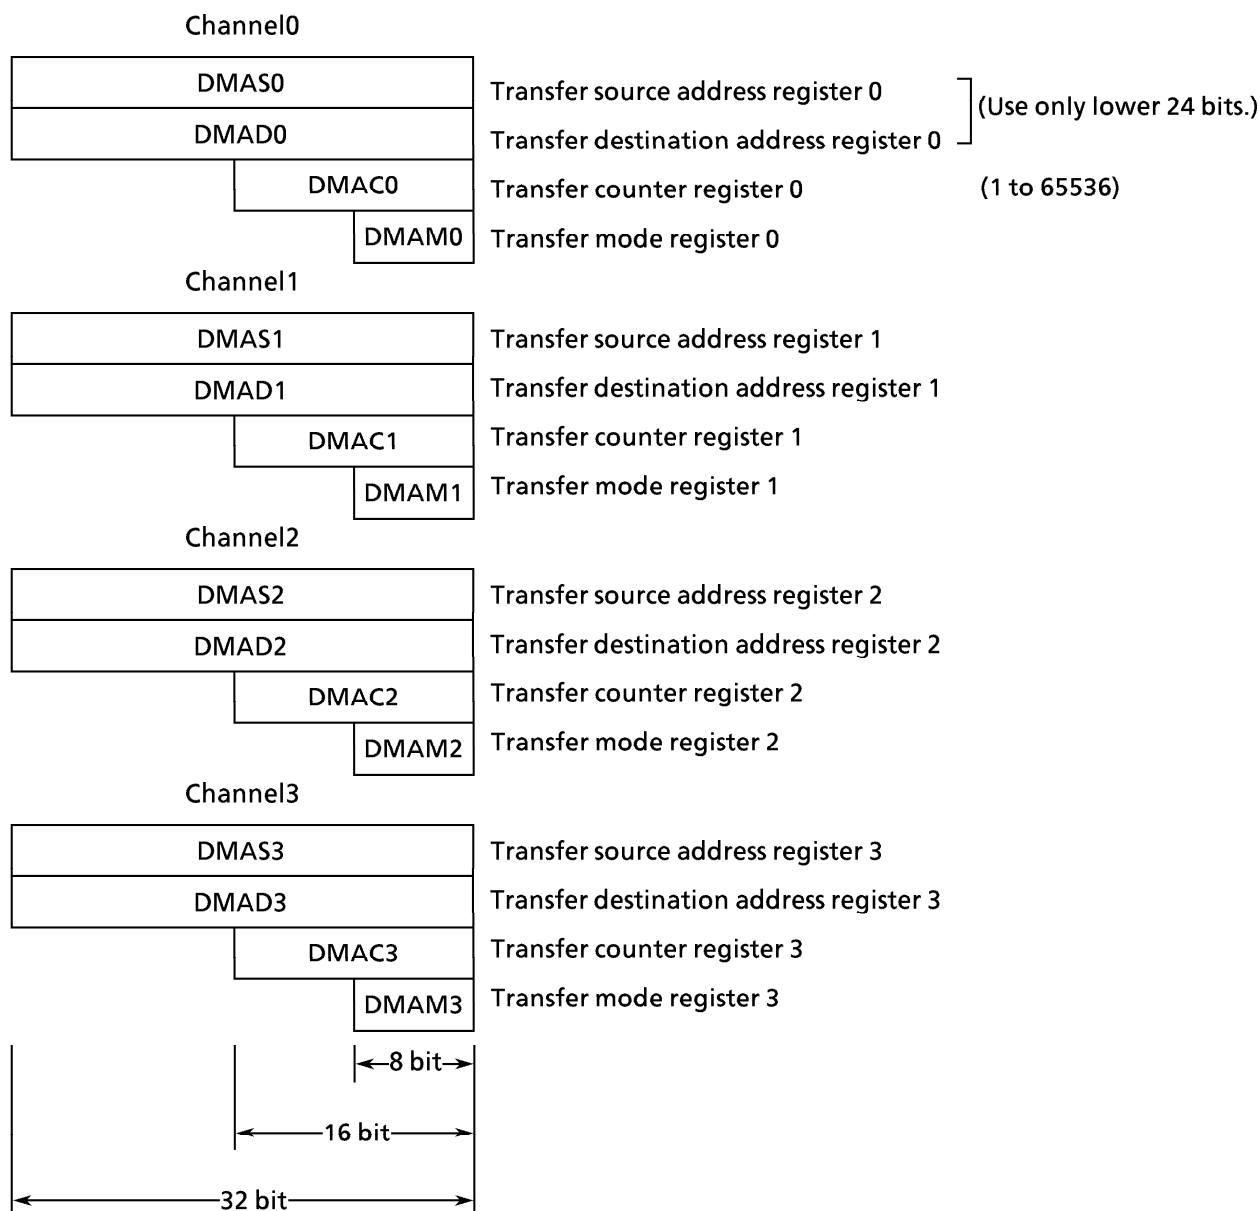 Channel0
DMAS0 Transfer source address register 0 (Use only lower 24 bits.)
DMAD0 Transfer destination address register 0
DMAC0 Transfer counter register 0 (1 to 65536)
DMAM0 Transfer mode register 0
Channel1
DMAS1 Transfer source address register 1
DMAD1 Transfer destination address register 1
DMAC1 Transfer counter register 1
DMAM1 Transfer mode register 1
Channel2
DMAS2 Transfer source address register 2
DMAD2 Transfer destination address register 2
DMAC2 Transfer counter register 2
DMAM2 Transfer mode register 2
Channel3
DMAS3 Transfer source address register 3
DMAD3 Transfer destination address register 3
DMAC3 Transfer counter register 3
DMAM3 Transfer mode register 3
8 bit
16 bit
32 bit